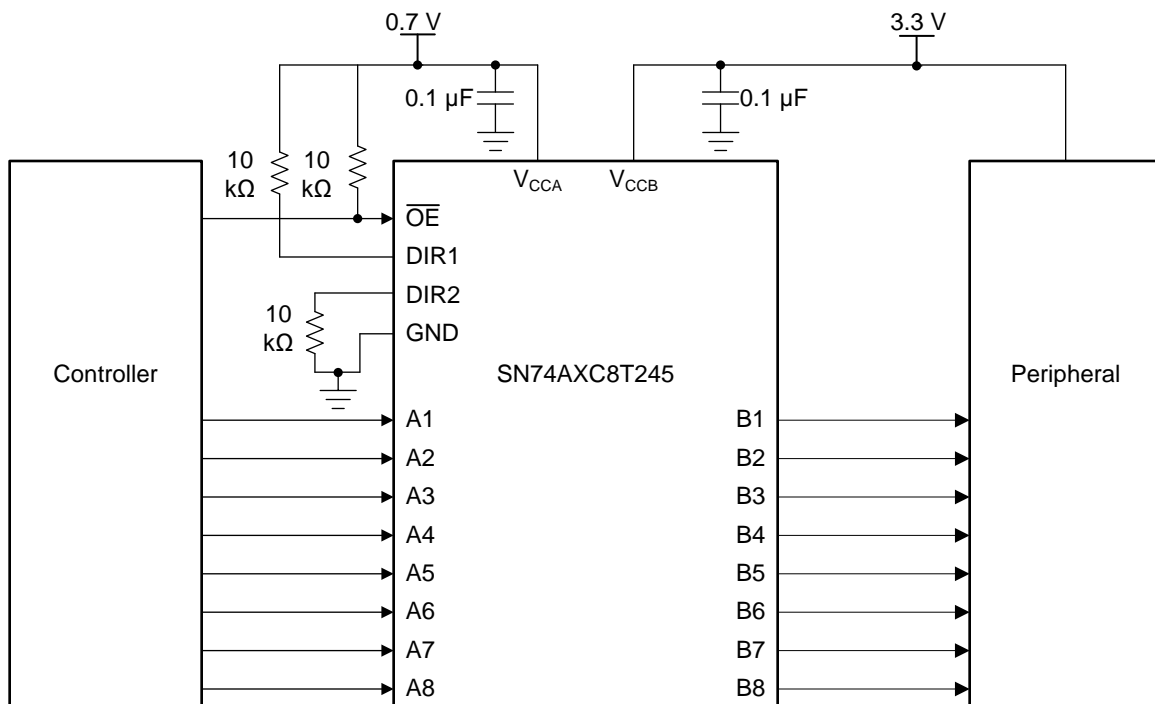 0.7 V
3.3 V
0.1 µF
0.1 µF
10
kΩ
10
kΩ
VCCA
VCCB
OE
DIR1
DIR2
10
kΩ
GND
Controller
SN74AXC8T245
Peripheral
A1
B1
A2
B2
A3
B3
A4
B4
A5
B5
A6
B6
A7
B7
A8
B8